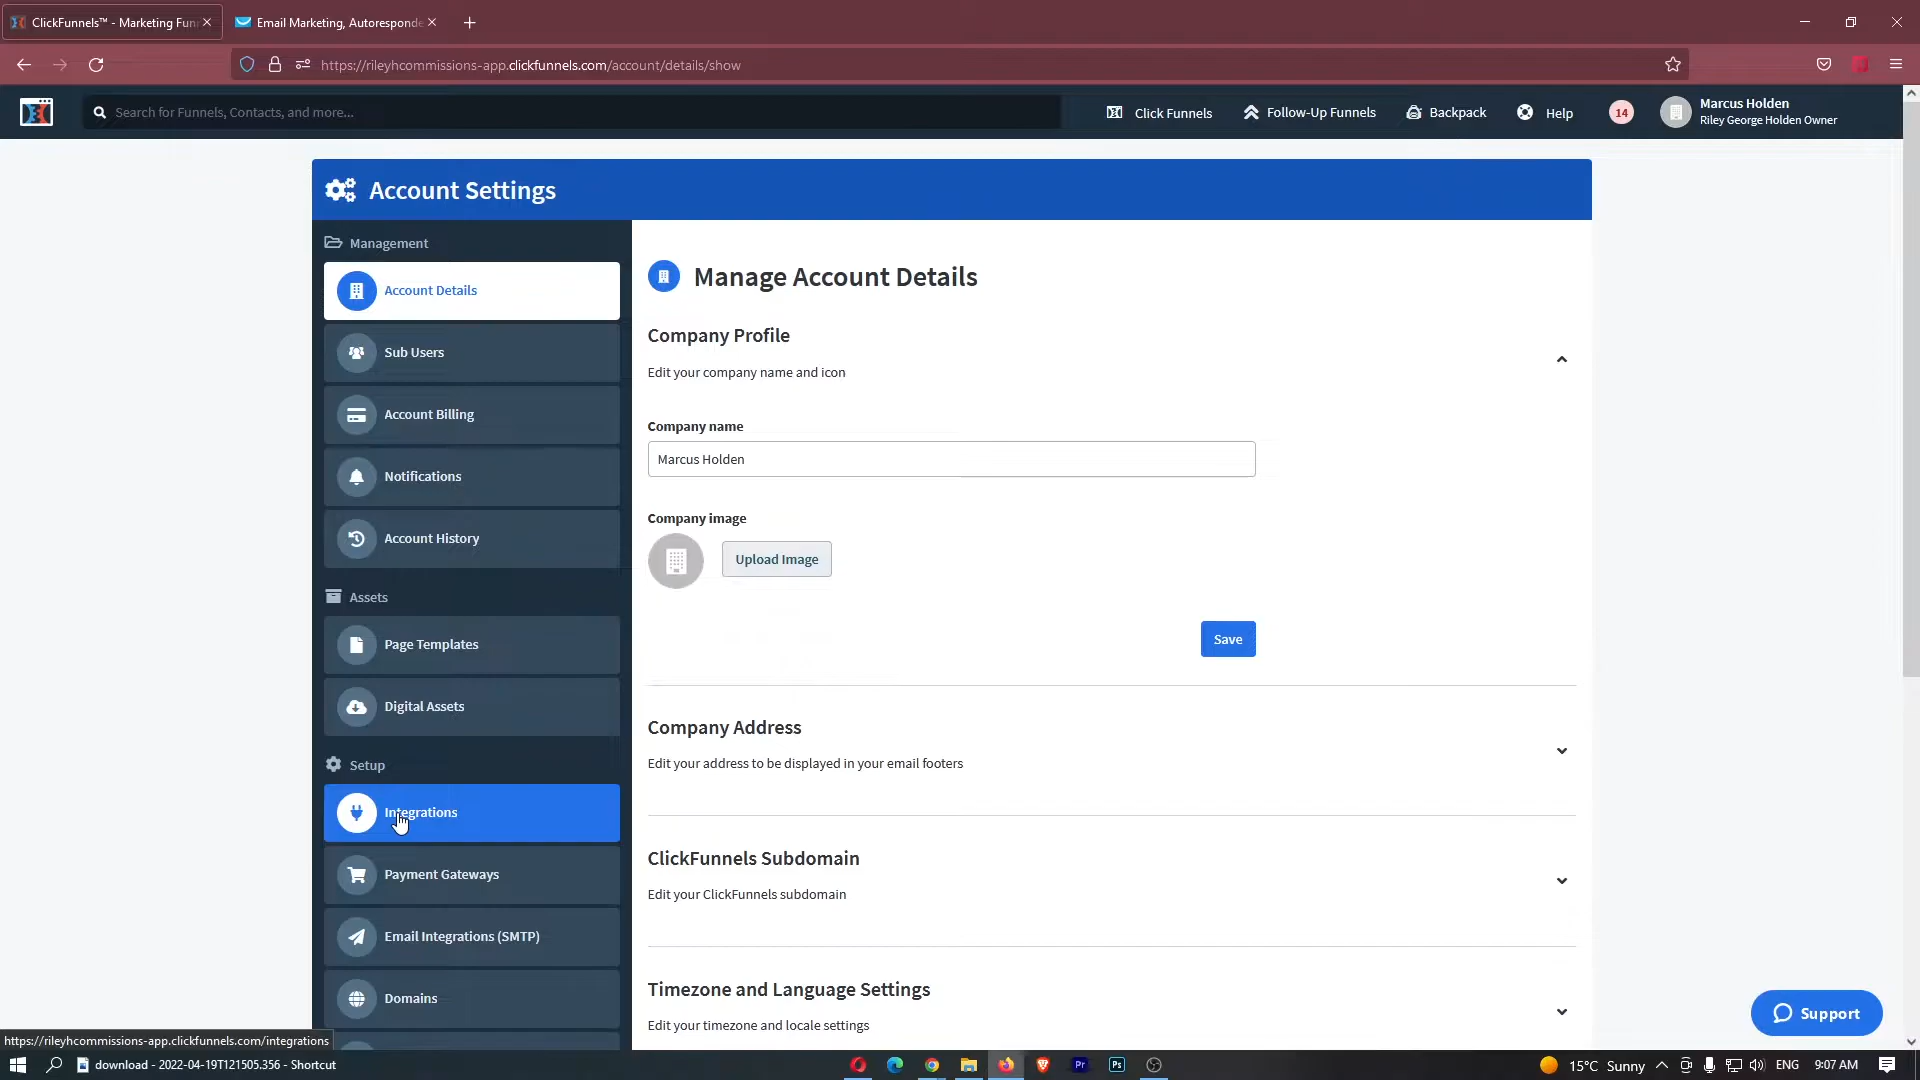 ClickFunnels™ - Marketing Fun
Email Marketing, Autoresponde
https://rileyhcommissions-app.clickfunnels.com/account/details/show
Search for Funnels, Contacts, and more...
Click Funnels
Follow-Up Funnels
Backpack
Help
14
Marcus Holden
Riley George Holden Owner
Account Settings
Management
Account Details
Sub Users
Account Billing
Notifications
Account History
Assets
Page Templates
Digital Assets
Setup
Integrations
Payment Gateways
Email Integrations (SMTP)
Domains
Manage Account Details
Company Profile
Edit your company name and icon
Company name
Marcus Holden
Company image
Upload Image
Save
Company Address
Edit your address to be displayed in your email footers
ClickFunnels Subdomain
Edit your ClickFunnels subdomain
Timezone and Language Settings
Edit your timezone and locale settings
Support
https://rileyhcommissions-app.clickfunnels.com/integrations
download - 2022-04-19T121505.356 - Shortcut
Pr
Ps
15°C Sunny
ENG
9:07 AM